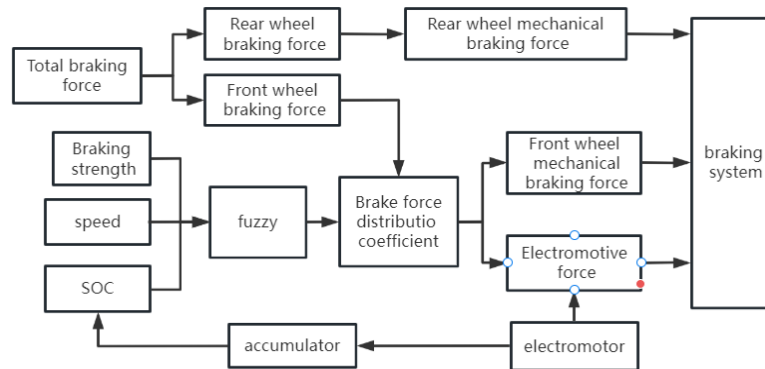 Rear wheel
braking force
Rear wheel mechanical
braking force
Total braking
force
Front wheel
braking force
Braking
strength
Front wheel
mechanical
braking force
braking
system
speed
fuzzy
Brake force
distributio
coefficient
Electromotive
force
SOC
accumulator
electromotor